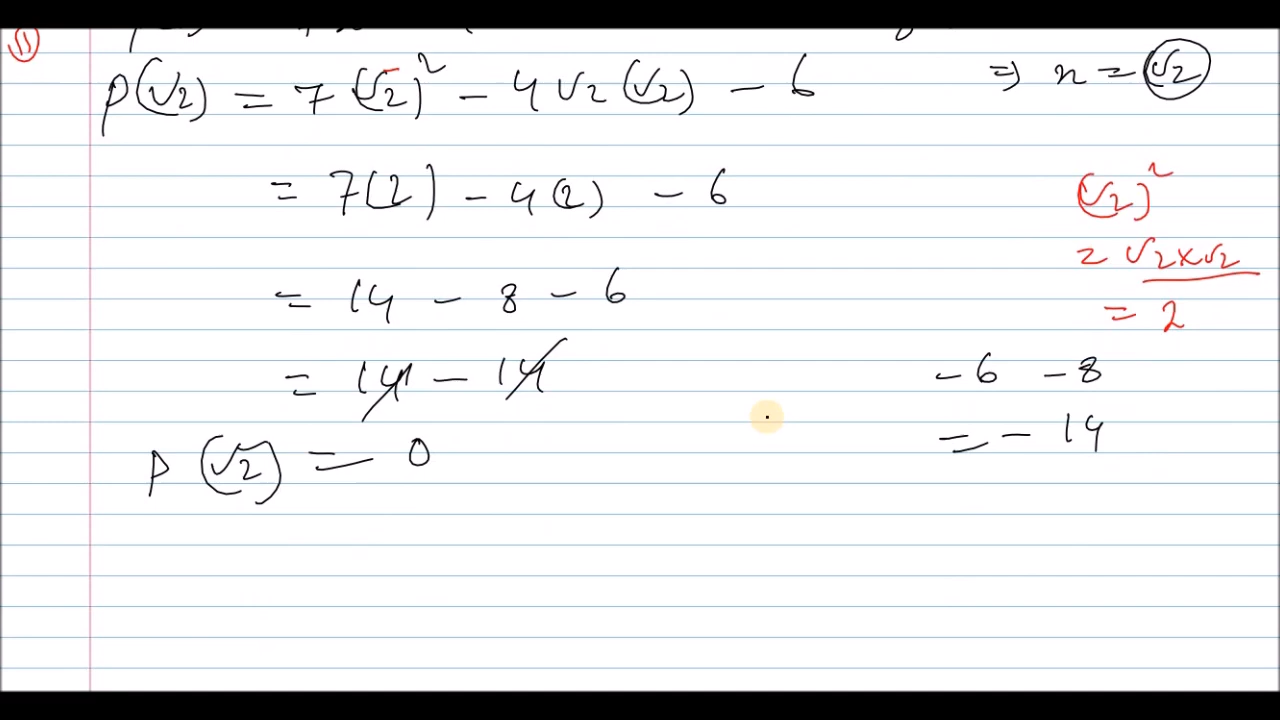 (ii)
p(√2) = 7(√2)² - 4√2(√2) - 6
⇒ x = √2
= 7(2) - 4(2) - 6
(√2)²
= √2×√2
= 2
= 14 - 8 - 6
= 14 - 14
-6 -8
= -14
p(√2) = 0